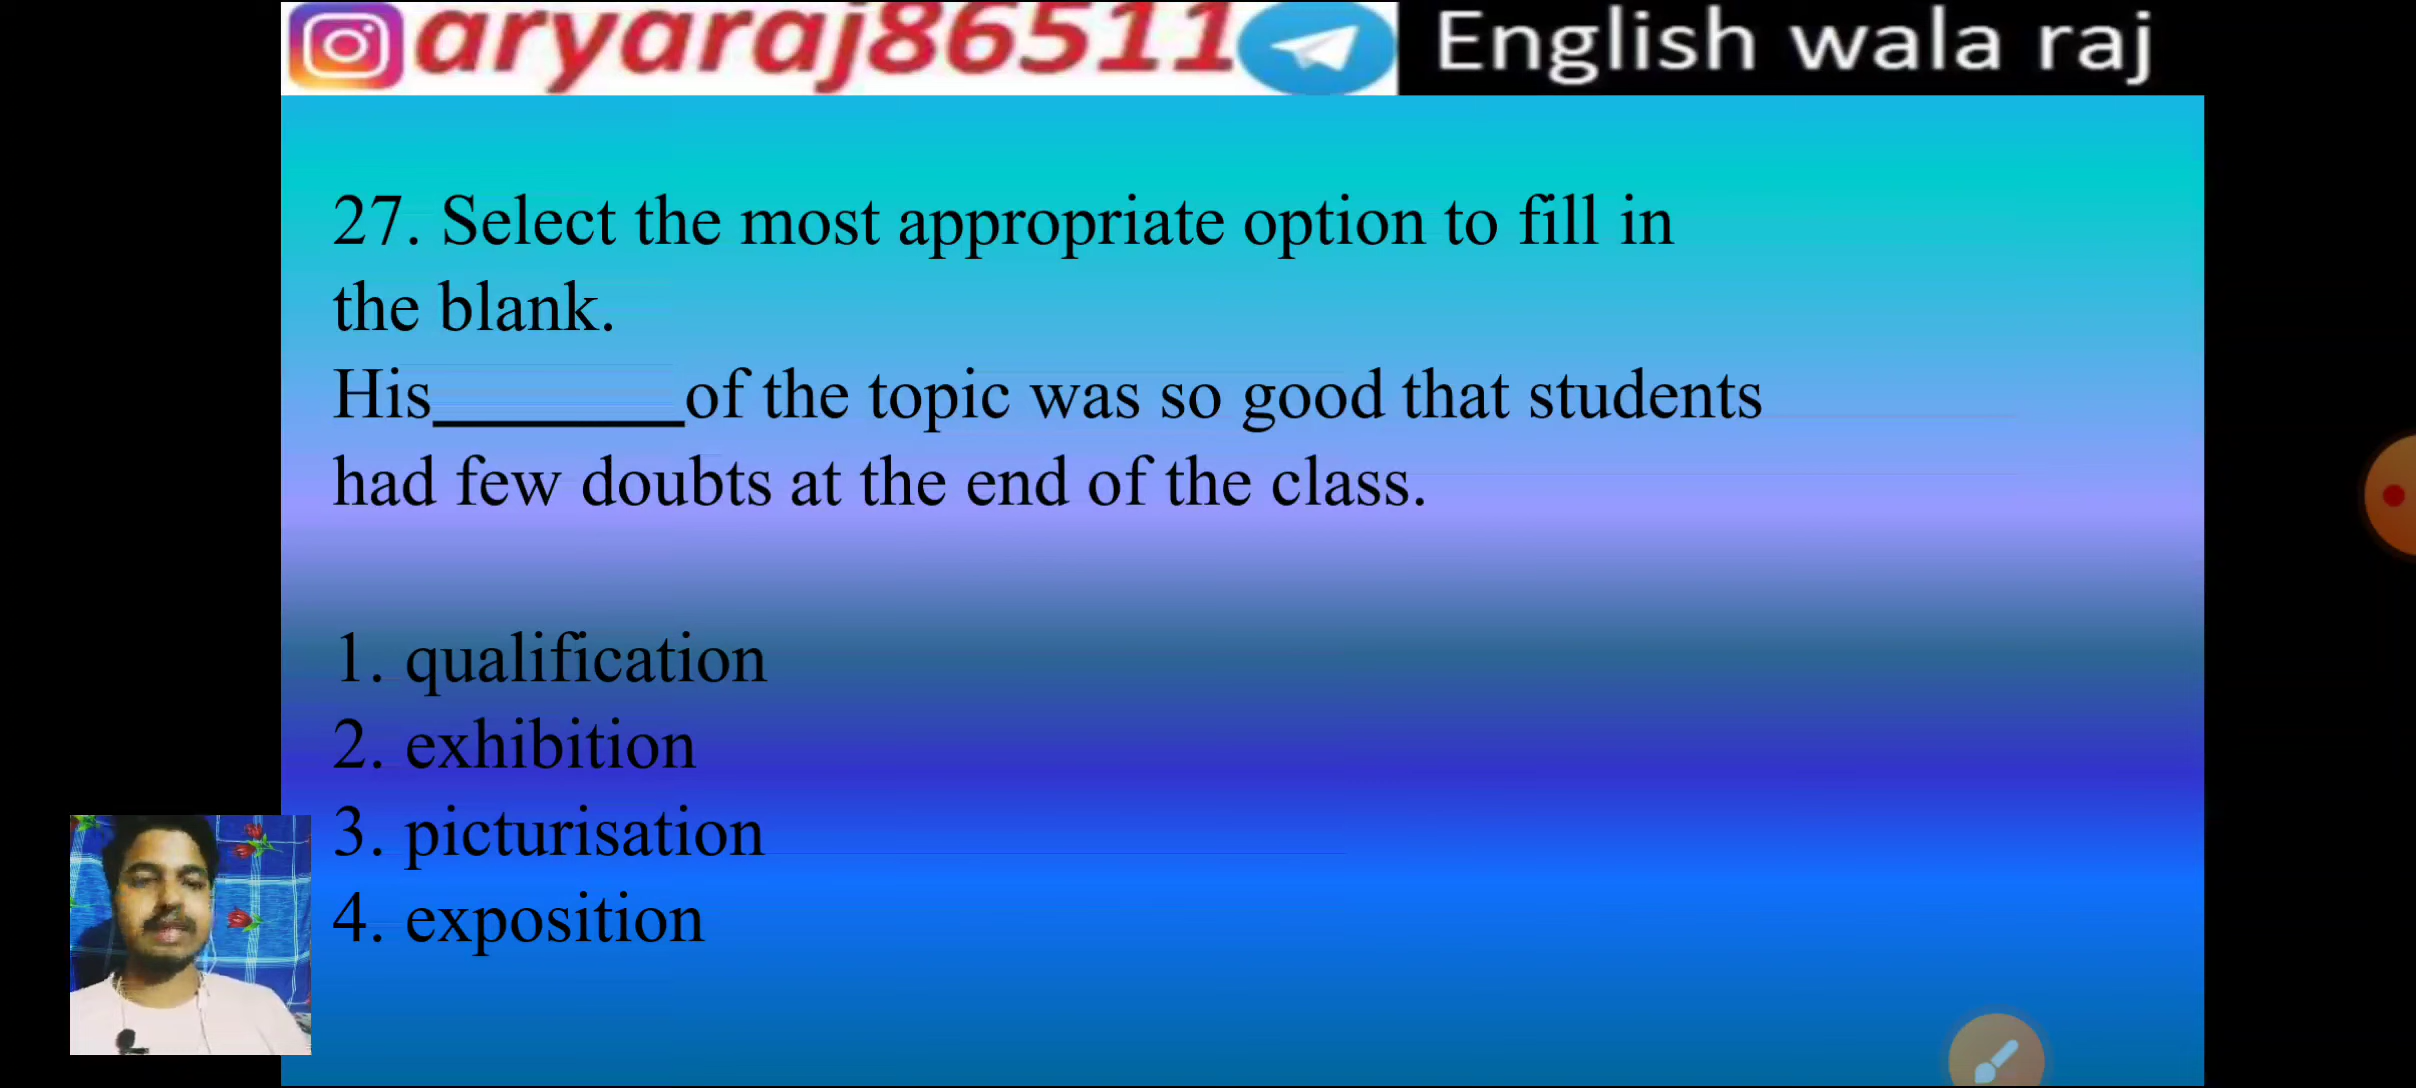 aryaraj86511 English wala raj
27. Select the most appropriate option to fill in
the blank.
His_______of the topic was so good that students
had few doubts at the end of the class.
1. qualification
2. exhibition
3. picturisation
4. exposition